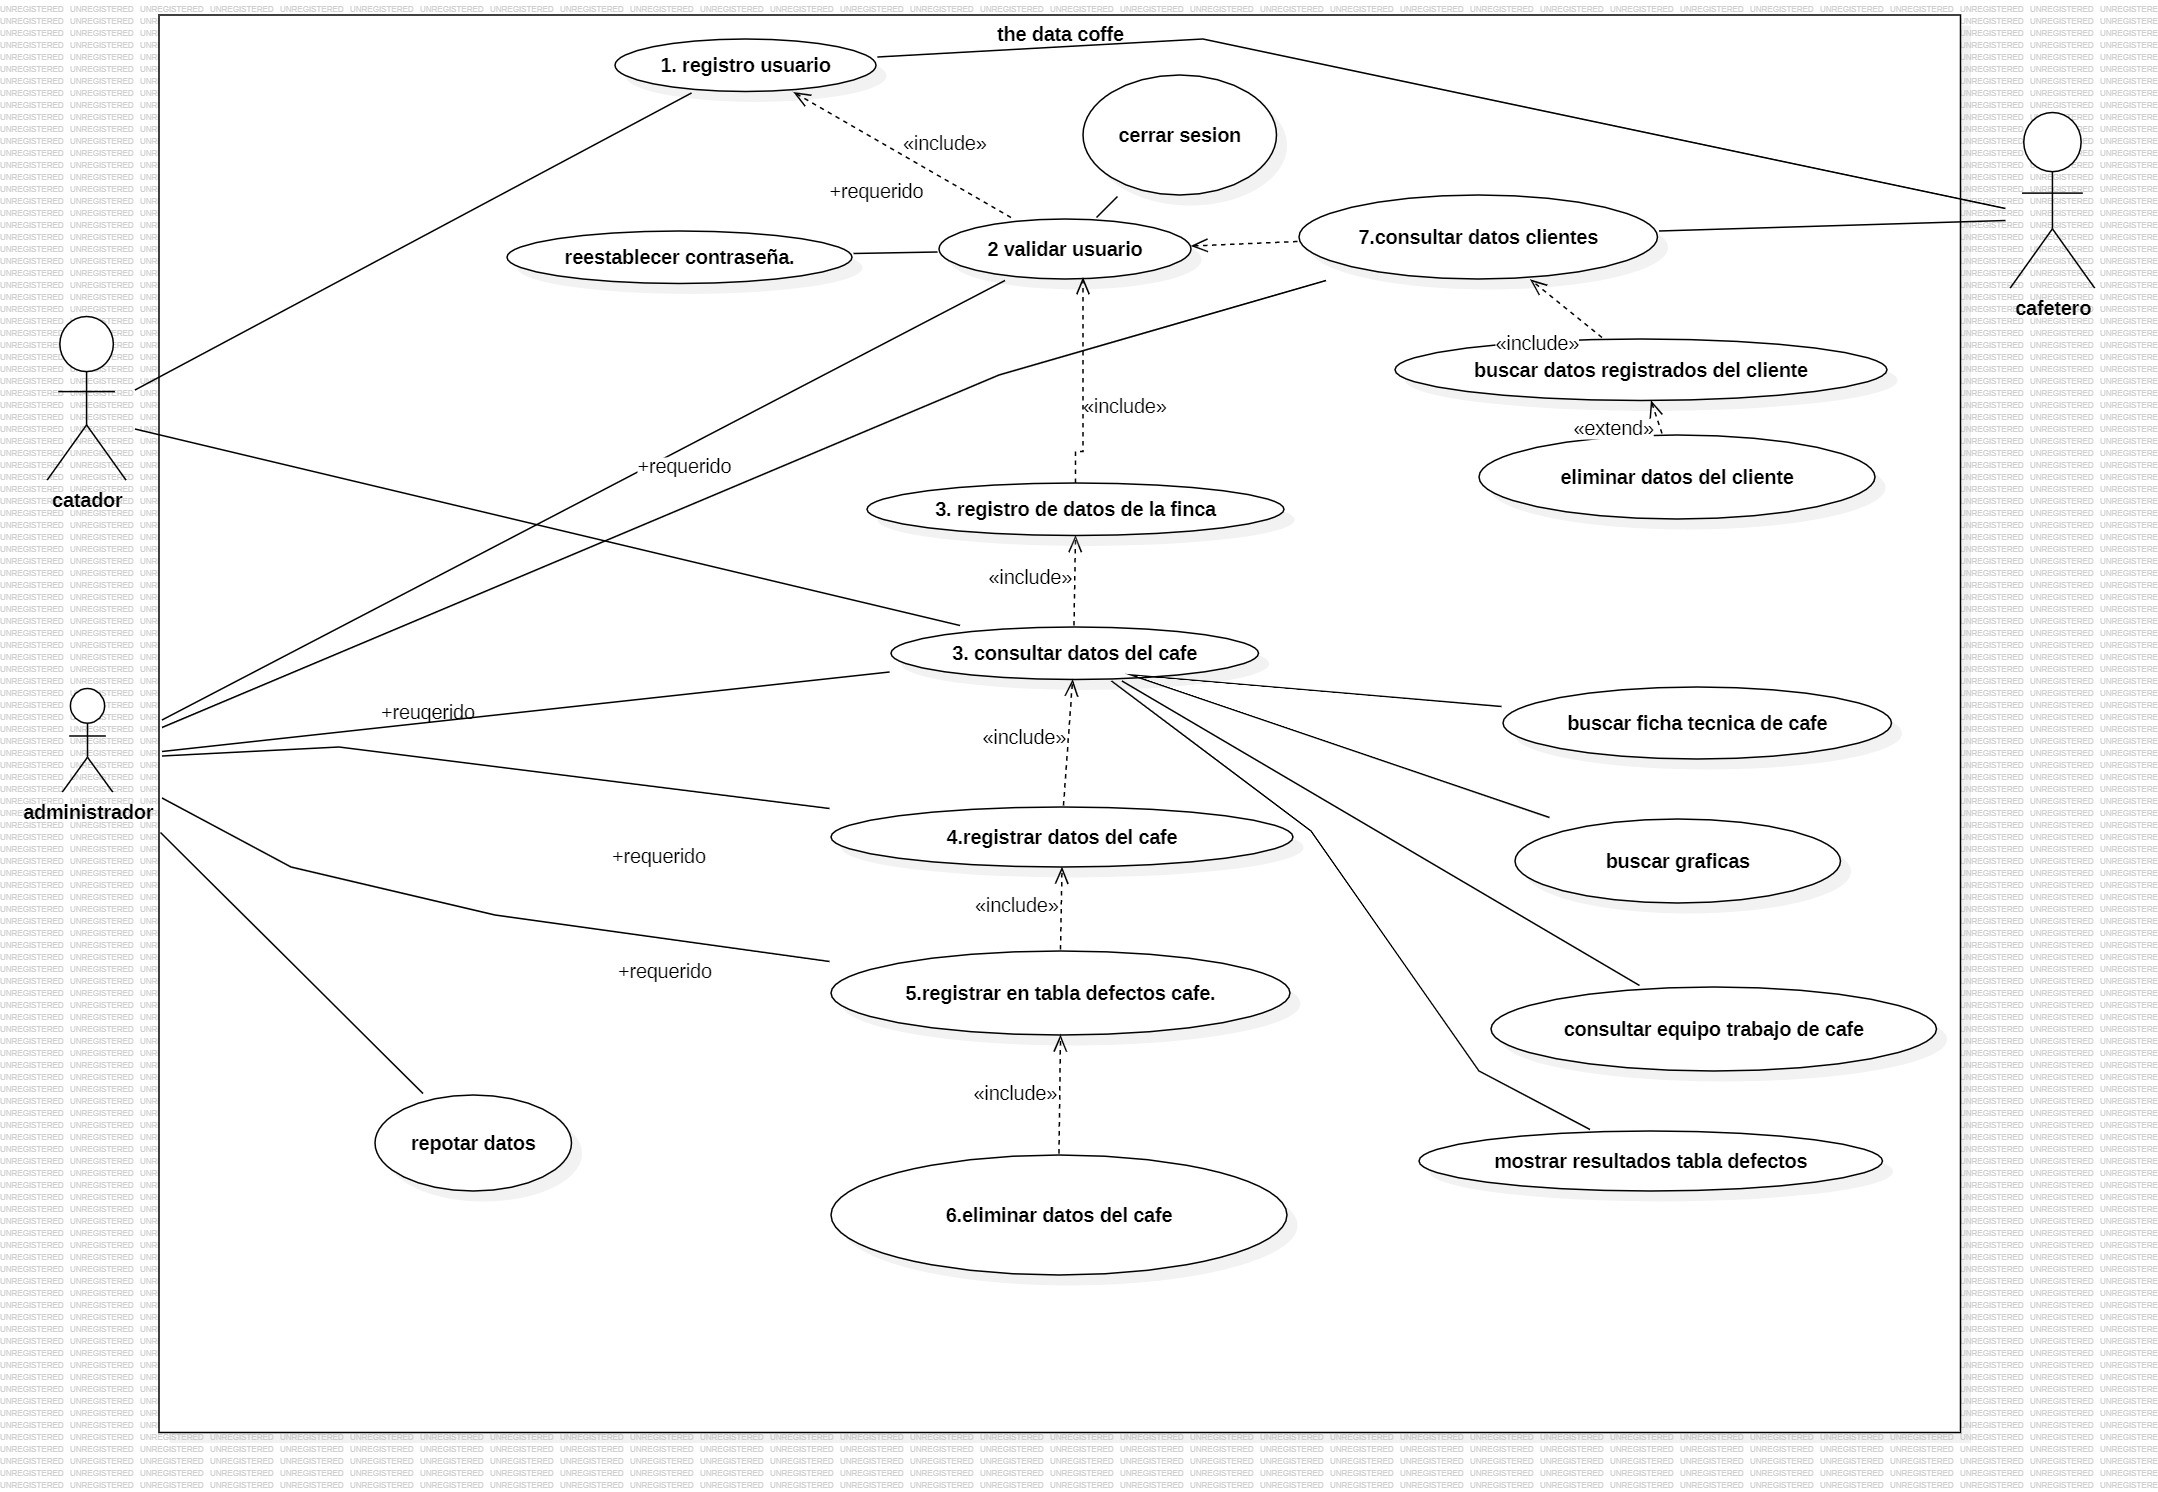 the data coffe
1. registro usuario
cerrar sesion
«include»
+requerido
reestablecer contraseña.
2 validar usuario
7.consultar datos clientes
cafetero
«include»
buscar datos registrados del cliente
«include»
«extend»
eliminar datos del cliente
catador
+requerido
3. registro de datos de la finca
«include»
3. consultar datos del cafe
+reuqerido
buscar ficha tecnica de cafe
«include»
administrador
4.registrar datos del cafe
+requerido
buscar graficas
«include»
+requerido
5.registrar en tabla defectos cafe.
consultar equipo trabajo de cafe
«include»
repotar datos
mostrar resultados tabla defectos
6.eliminar datos del cafe
UNREGISTERED